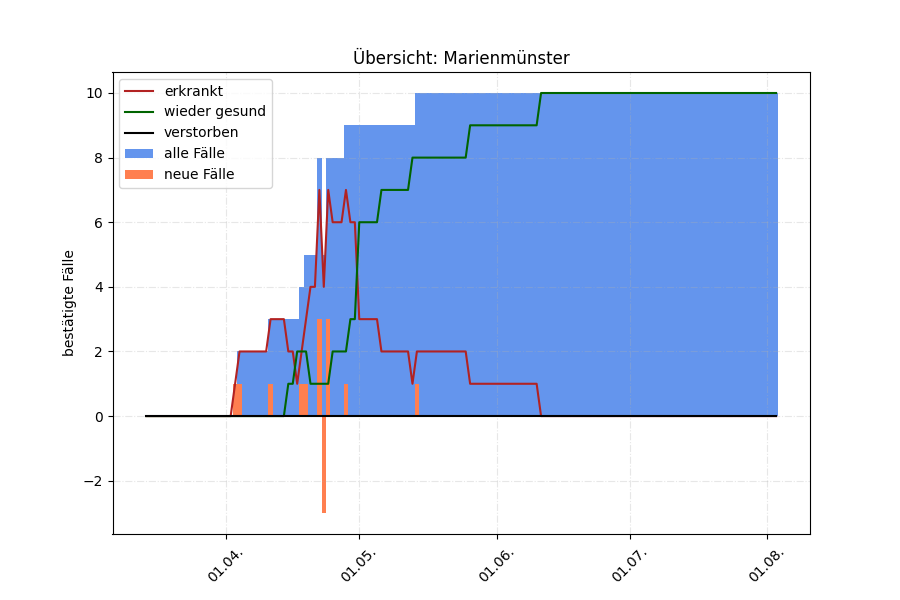 Übersicht: Marienmünster
erkrankt
wieder gesund
verstorben
alle Fälle
neue Fälle
bestätigte Fälle
10
8
6
4
2
0
−2
01.04.
01.05.
01.06.
01.07.
01.08.